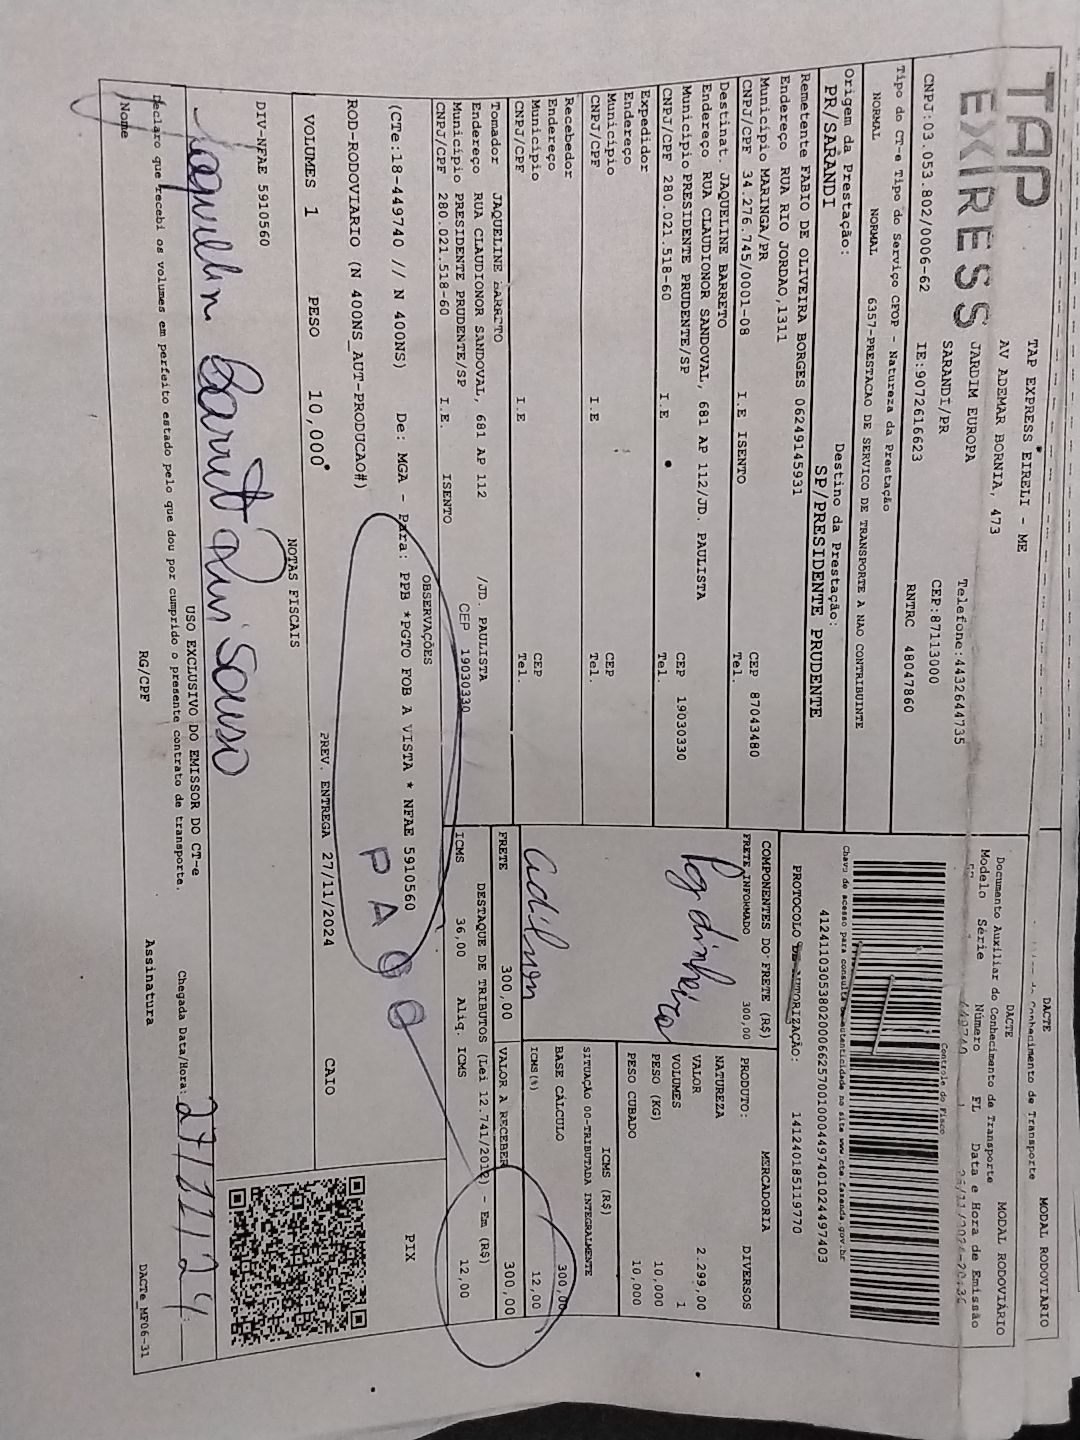 DACTE MODAL RODOVIÁRIO
TAP
EXPRESS
TAP EXPRESS EIRELI - ME
AV ADEMAR BORNIA, 473
JARDIM EUROPA
SARANDI/PR
Telefone:4432644735
CEP:87113000
CNPJ:03.053.802/0006-62 IE:9072616623 RNTRC 48047860
DACTE MODAL RODOVIÁRIO
Documento Auxiliar do Conhecimento de Transporte
Modelo Série Número FL Data e Hora de Emissão
449740 1
Controle do Fisco
Chave de acesso para consulta de autenticidade no site www.cte.fazenda.gov.br
41241103053802000662570010004497401024497403
PROTOCOLO DE AUTORIZAÇÃO: 141240185119770
Tipo do CT-e Tipo do Serviço CFOP - Natureza da Prestação
NORMAL NORMAL 6357-PRESTACAO DE SERVICO DE TRANSPORTE A NAO CONTRIBUINTE
Origem da Prestação: Destino da Prestação:
PR/SARANDI SP/PRESIDENTE PRUDENTE
Remetente FABIO DE OLIVEIRA BORGES 06249145931
Endereço RUA RIO JORDAO,1311
Município MARINGA/PR CEP 87043480
CNPJ/CPF 34.276.745/0001-08 I.E ISENTO Tel.
Destinat. JAQUELINE BARRETO
Endereço RUA CLAUDIONOR SANDOVAL, 681 AP 112/JD. PAULISTA
Município PRESIDENTE PRUDENTE/SP CEP 19030330
CNPJ/CPF 280.021.518-60 I.E Tel.
Expedidor
Endereço
Município CEP
CNPJ/CPF I.E Tel.
Recebedor
Endereço
Município CEP
CNPJ/CPF I.E Tel.
Tomador JAQUELINE BARRETO
Endereço RUA CLAUDIONOR SANDOVAL, 681 AP 112 /JD. PAULISTA
Município PRESIDENTE PRUDENTE/SP CEP 19030330
CNPJ/CPF 280.021.518-60 I.E. ISENTO
COMPONENTES DO FRETE (R$)
FRETE INFORMADO 300,00
Pg dinheiro
Adilson
FRETE 300,00
VALOR A RECEBER 300,00
PRODUTO: MERCADORIA
NATUREZA DIVERSOS
VALOR 2.299,00
VOLUMES 1
PESO (KG) 10,000
PESO CUBADO 10,000
ICMS (R$)
SITUAÇÃO 00-TRIBUTADA INTEGRALMENTE
BASE CÁLCULO 300,00
ICMS(%) 12,00
DESTAQUE DE TRIBUTOS (Lei 12.741/2012) - Em (R$)
ICMS 36,00 Aliq. ICMS 12,00
OBSERVAÇÕES
(CTe:18-449740 // N 400NS) De: MGA - Para: PPB *PGTO FOB A VISTA * NFAE 5910560
PAGO
PIX
ROD-RODOVIARIO (N 400NS_AUT-PRODUCAO#)
VOLUMES 1 PESO 10,000 PREV. ENTREGA 27/11/2024 CAIO
NOTAS FISCAIS
DIV-NFAE 5910560
USO EXCLUSIVO DO EMISSOR DO CT-e
Declaro que recebi os volumes em perfeito estado pelo que dou por cumprido o presente contrato de transporte. Chegada Data/Hora: 27/11/24
Nome RG/CPF Assinatura
DACTe_MF06-31